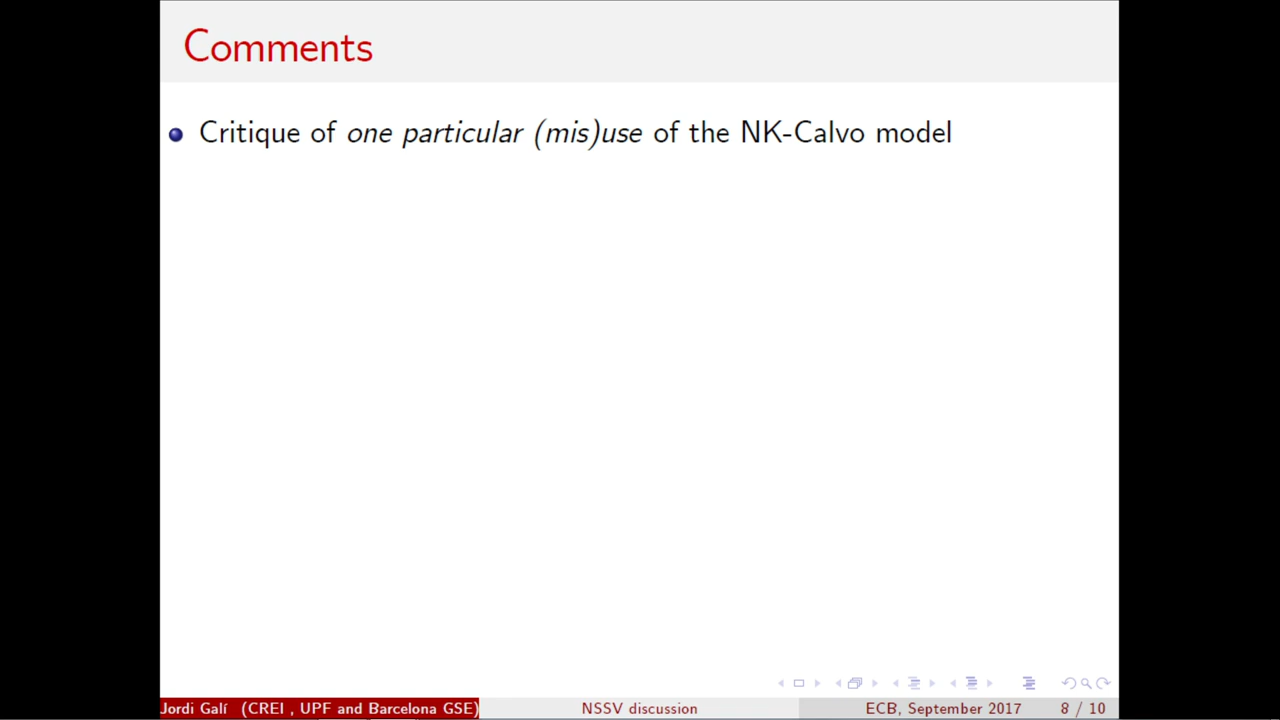 Comments
Critique of one particular (mis)use of the NK-Calvo model
Jordi Galí (CREI , UPF and Barcelona GSE)
NSSV discussion
ECB, September 2017
8 / 10